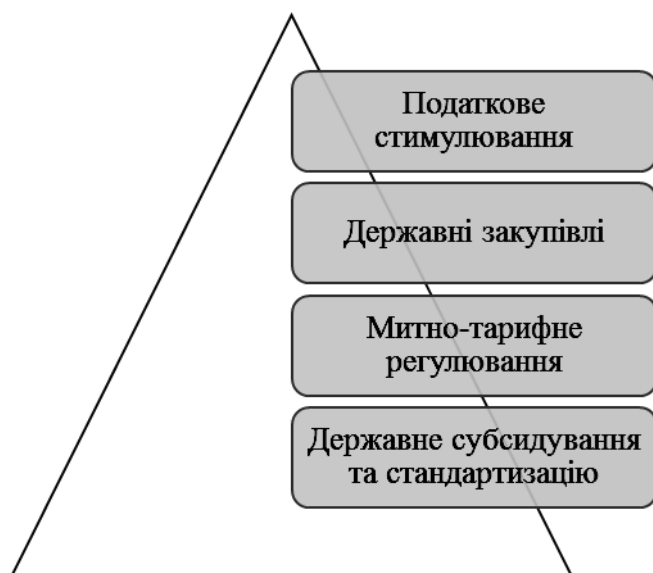 Податкове
стимулювання
Державні закупівлі
Митно-тарифне
регулювання
Державне субсидування
та стандартизацію